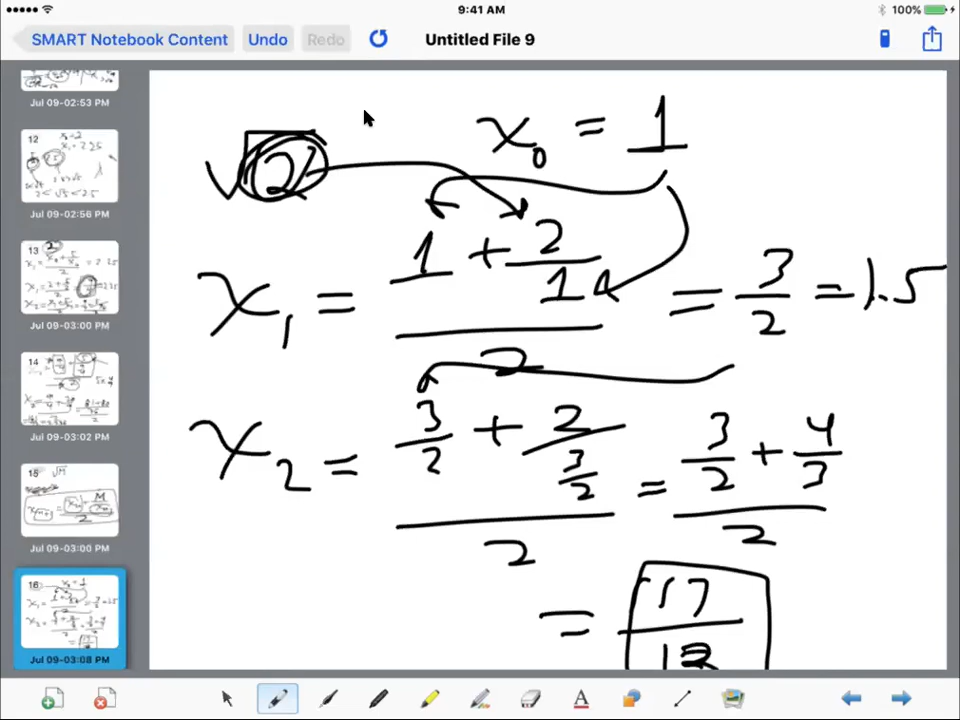 9:41 AM
100%
SMART Notebook Content Undo Redo Untitled File 9
Jul 09-02:53 PM
12
Jul 09-02:56 PM
13
Jul 09-03:00 PM
14
Jul 09-03:02 PM
15
Jul 09-03:00 PM
16
Jul 09-03:08 PM
√2 x₀ = 1
x₁ = (1 + 2/1)/2 = 3/2 = 1.5
x₂ = (3/2 + 2/(3/2))/2 = (3/2 + 4/3)/2
= 17/12
A